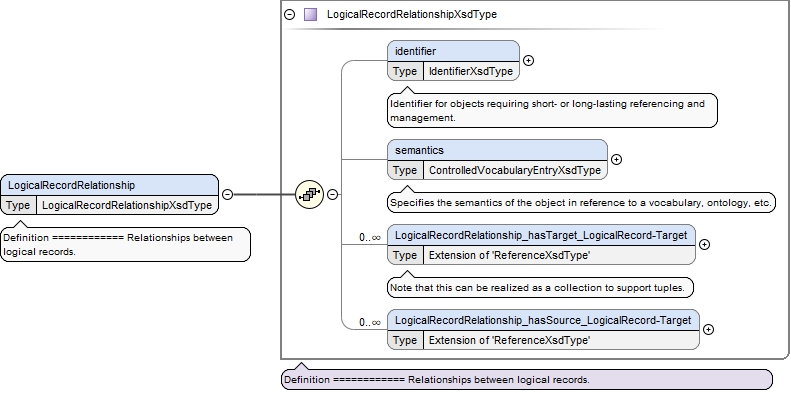 LogicalRecordRelationshipXsdType
identifier
Type IdentifierXsdType
Identifier for objects requiring short- or long-lasting referencing and
management.
semantics
Type ControlledVocabularyEntryXsdType
Specifies the semantics of the object in reference to a vocabulary, ontology, etc.
LogicalRecordRelationship
Type LogicalRecordRelationshipXsdType
Definition ============ Relationships between
logical records.
0..∞ LogicalRecordRelationship_hasTarget_LogicalRecord-Target
Type Extension of 'ReferenceXsdType'
Note that this can be realized as a collection to support tuples.
0..∞ LogicalRecordRelationship_hasSource_LogicalRecord-Target
Type Extension of 'ReferenceXsdType'
Definition ============ Relationships between logical records.